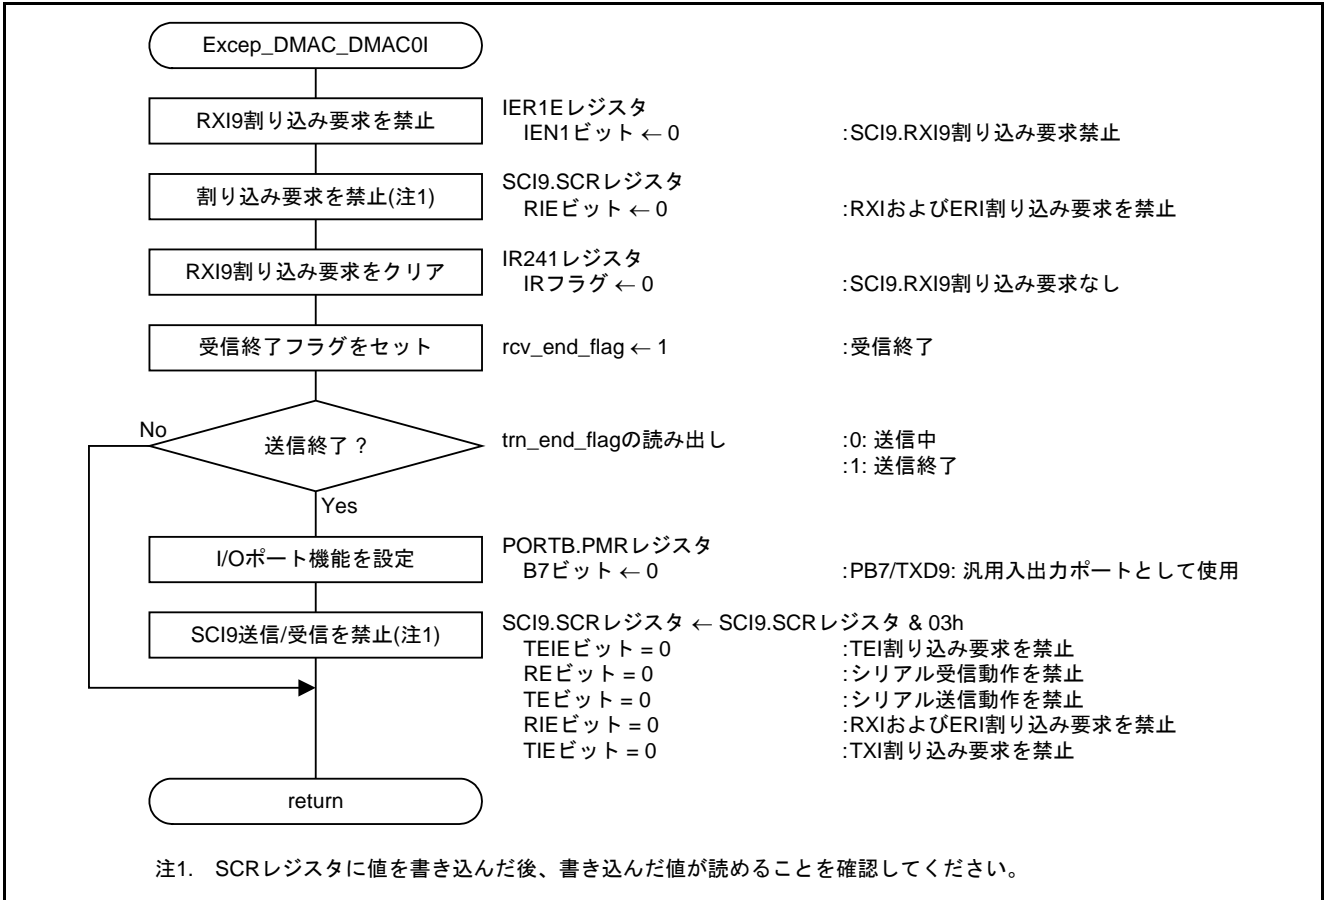 Excep_DMAC_DMAC0I
RXI9割り込み要求を禁止
IER1Eレジスタ
IEN1ビット ← 0 :SCI9.RXI9割り込み要求禁止
割り込み要求を禁止(注1)
SCI9.SCRレジスタ
RIEビット ← 0 :RXIおよびERI割り込み要求を禁止
RXI9割り込み要求をクリア
IR241レジスタ
IRフラグ ← 0 :SCI9.RXI9割り込み要求なし
受信終了フラグをセット
rcv_end_flag ← 1 :受信終了
No
送信終了？
trn_end_flagの読み出し :0: 送信中
:1: 送信終了
Yes
I/Oポート機能を設定
PORTB.PMRレジスタ
B7ビット ← 0 :PB7/TXD9: 汎用入出力ポートとして使用
SCI9送信/受信を禁止(注1)
SCI9.SCRレジスタ ← SCI9.SCRレジスタ & 03h
TEIEビット = 0 :TEI割り込み要求を禁止
REビット = 0 :シリアル受信動作を禁止
TEビット = 0 :シリアル送信動作を禁止
RIEビット = 0 :RXIおよびERI割り込み要求を禁止
TIEビット = 0 :TXI割り込み要求を禁止
return
注1. SCRレジスタに値を書き込んだ後、書き込んだ値が読めることを確認してください。